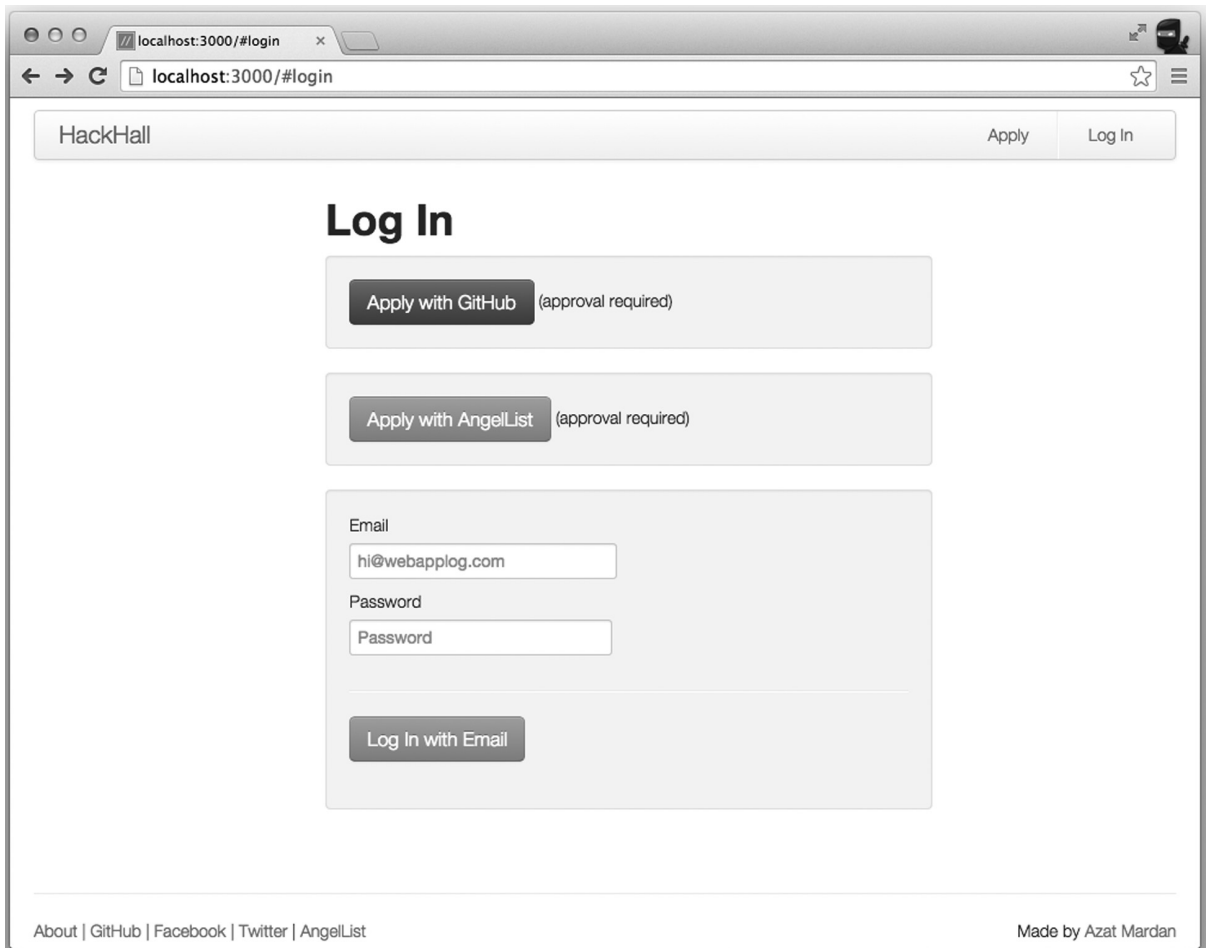 localhost:3000/#login
localhost:3000/#login
HackHall Apply Log In
Log In
Apply with GitHub (approval required)
Apply with AngelList (approval required)
Email
hi@webapplog.com
Password
Password
Log In with Email
About | GitHub | Facebook | Twitter | AngelList Made by Azat Mardan